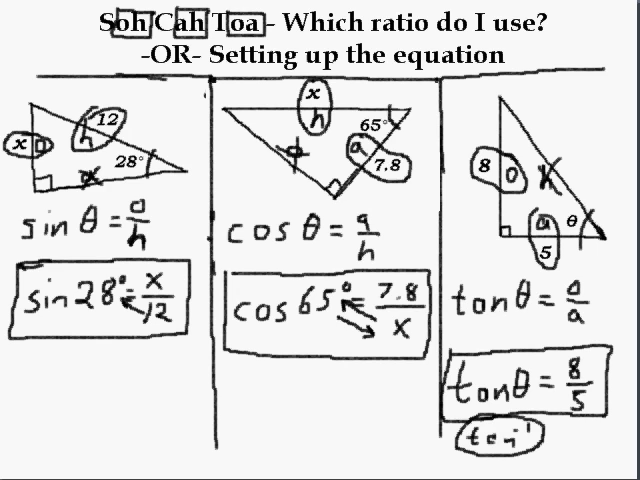 Soh Cah Toa - Which ratio do I use?
-OR- Setting up the equation
x o h 12
28°
a
sin θ = o/h
sin 28° = x/12
x
h
65°
o a 7.8
cos θ = a/h
cos 65° = 7.8/x
8 o h
a θ
5
tan θ = o/a
tan θ = 8/5
tan⁻¹